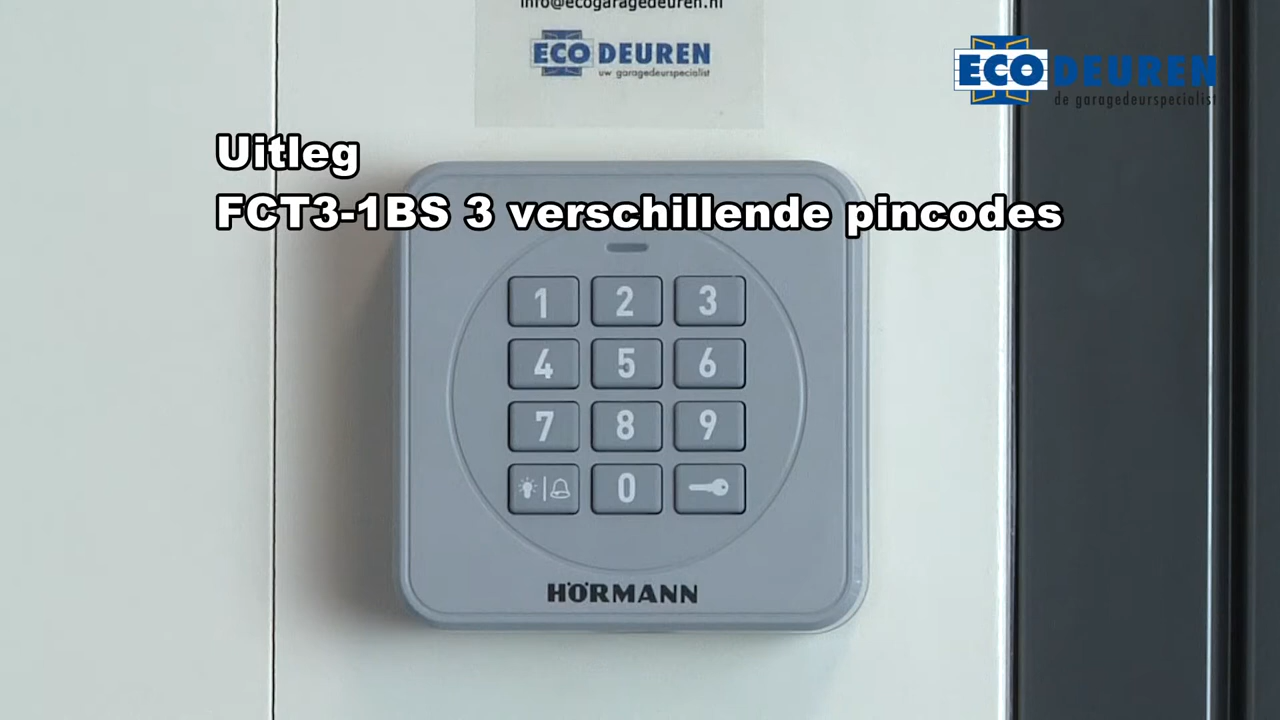 info@ecogaragedeuren.nl
ECO DEUREN
uw garagedeurspecialist
ECO DEUREN
de garagedeurspecialist
Uitleg
FCT3-1BS 3 verschillende pincodes
1 2 3
4 5 6
7 8 9
0
HÖRMANN